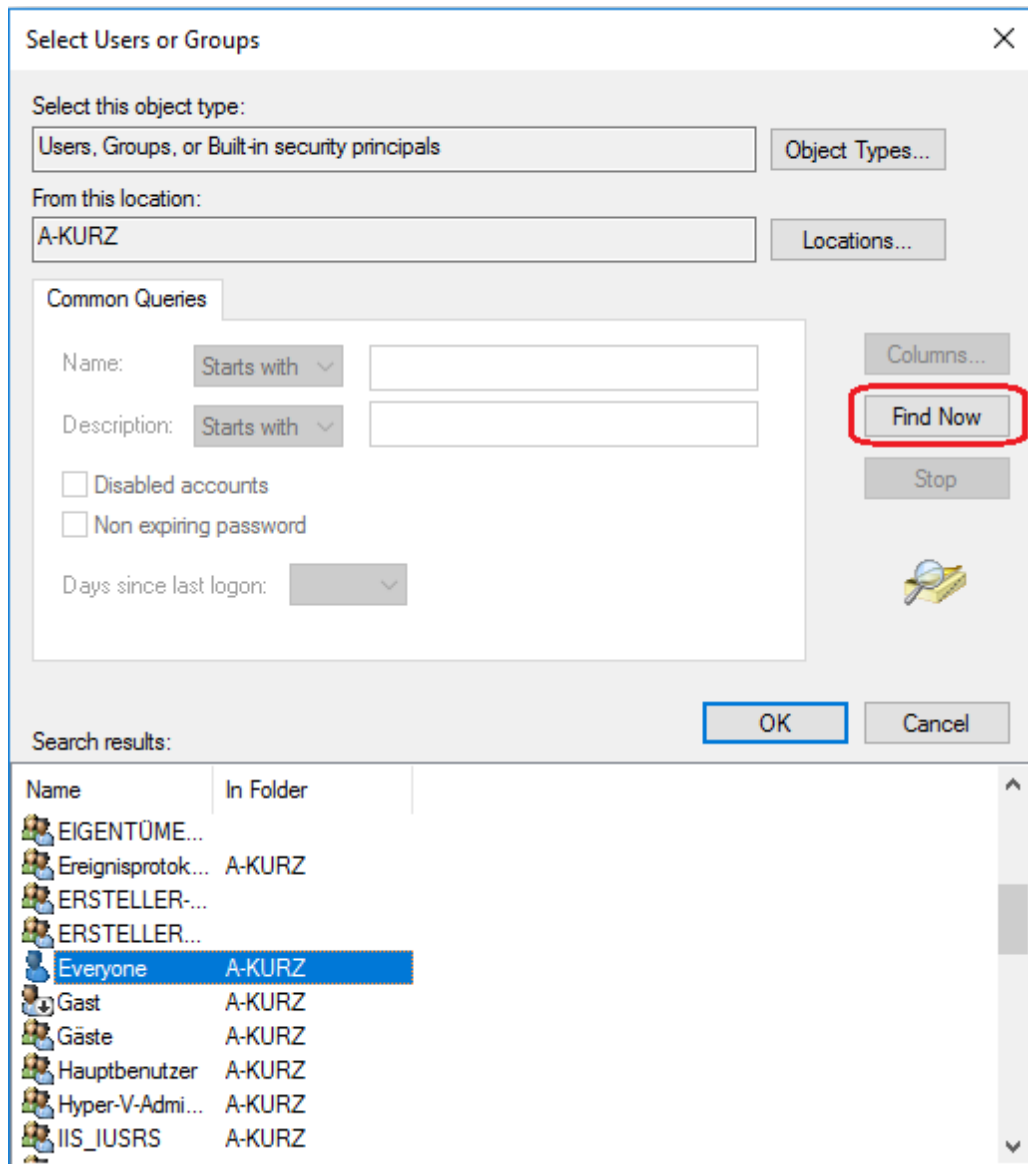 Select Users or Groups
Select this object type:
Users, Groups, or Built-in security principals
Object Types...
From this location:
A-KURZ
Locations...
Common Queries
Name: Starts with
Columns...
Description: Starts with
Find Now
Disabled accounts
Stop
Non expiring password
Days since last logon:
OK Cancel
Search results:
Name In Folder
EIGENTÜME...
Ereignisprotok... A-KURZ
ERSTELLER-...
ERSTELLER...
Everyone A-KURZ
Gast A-KURZ
Gäste A-KURZ
Hauptbenutzer A-KURZ
Hyper-V-Admi... A-KURZ
IIS_IUSRS A-KURZ